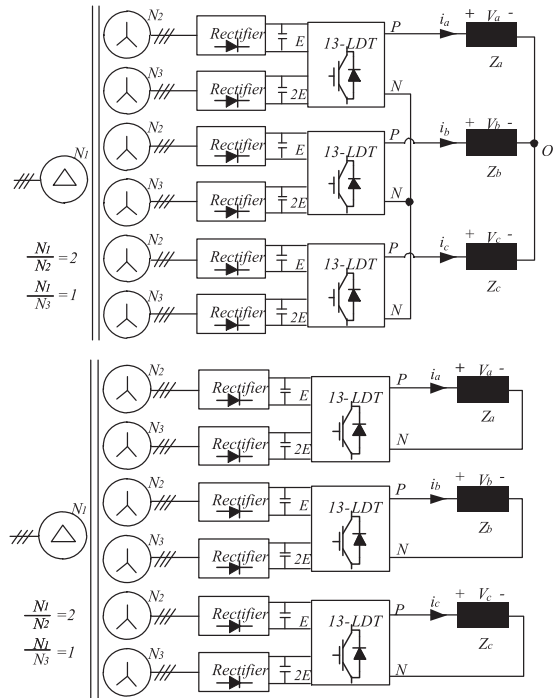 N2
Rectifier
E
13-LDT
P
ia
+ Va -
Za
N3
Rectifier
2E
N
N2
Rectifier
E
13-LDT
P
ib
+ Vb -
Zb
O
N1
N3
Rectifier
2E
N
N1/N2 = 2
N1/N3 = 1
N2
Rectifier
E
13-LDT
P
ic
+ Vc -
Zc
N3
Rectifier
2E
N
N2
Rectifier
E
13-LDT
P
ia
+ Va -
Za
N3
Rectifier
2E
N
N2
Rectifier
E
13-LDT
P
ib
+ Vb -
Zb
N1
N3
Rectifier
2E
N
N1/N2 = 2
N1/N3 = 1
N2
Rectifier
E
13-LDT
P
ic
+ Vc -
Zc
N3
Rectifier
2E
N